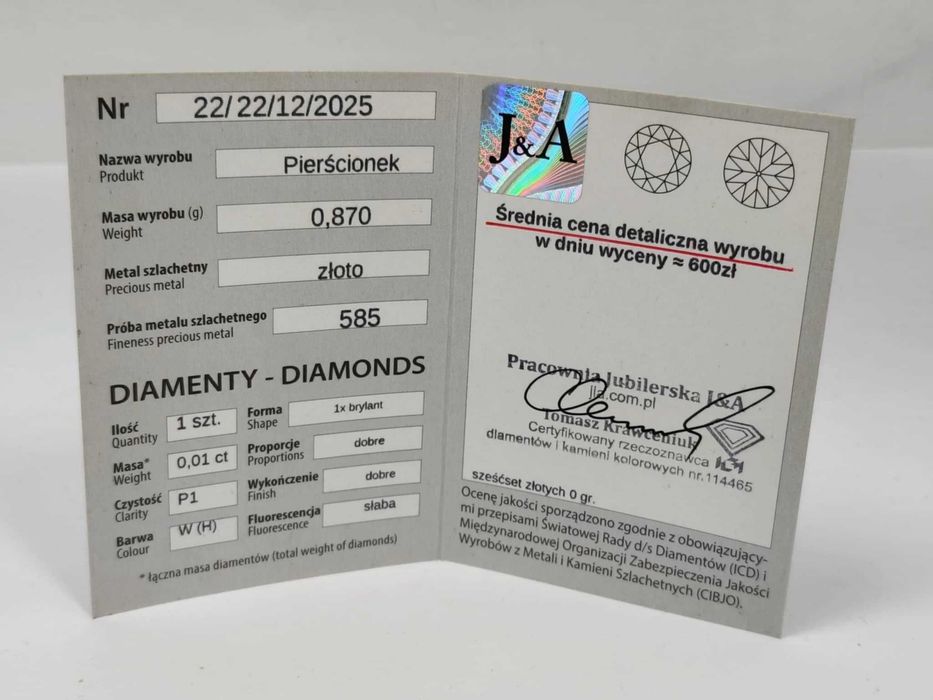 Nr 22/22/12/2025
Nazwa wyrobu Pierścionek
Produkt
Masa wyrobu (g) 0,870
Weight
Metal szlachetny złoto
Precious metal
Próba metalu szlachetnego 585
Fineness precious metal
DIAMENTY - DIAMONDS
Ilość 1 szt.
Quantity
Masa* 0,01 ct
Weight
Czystość P1
Clarity
Barwa W (H)
Colour
Forma 1x brylant
Shape
Proporcje dobre
Proportions
Wykończenie dobre
Finish
Fluorescencja słaba
Fluorescence
* łączna masa diamentów (total weight of diamonds)
J&A
Średnia cena detaliczna wyrobu
w dniu wyceny ≈ 600zł
Pracownia Jubilerska J&A
jja.com.pl
Tomasz Krawceniuk
Certyfikowany rzeczoznawca
diamentów i kamieni kolorowych nr.114465
sześćset złotych 0 gr.
Ocenę jakości sporządzono zgodnie z obowiązujący-
mi przepisami Światowej Rady d/s Diamentów (ICD) i
Międzynarodowej Organizacji Zabezpieczenia Jakości
Wyrobów z Metali i Kamieni Szlachetnych (CIBJO).